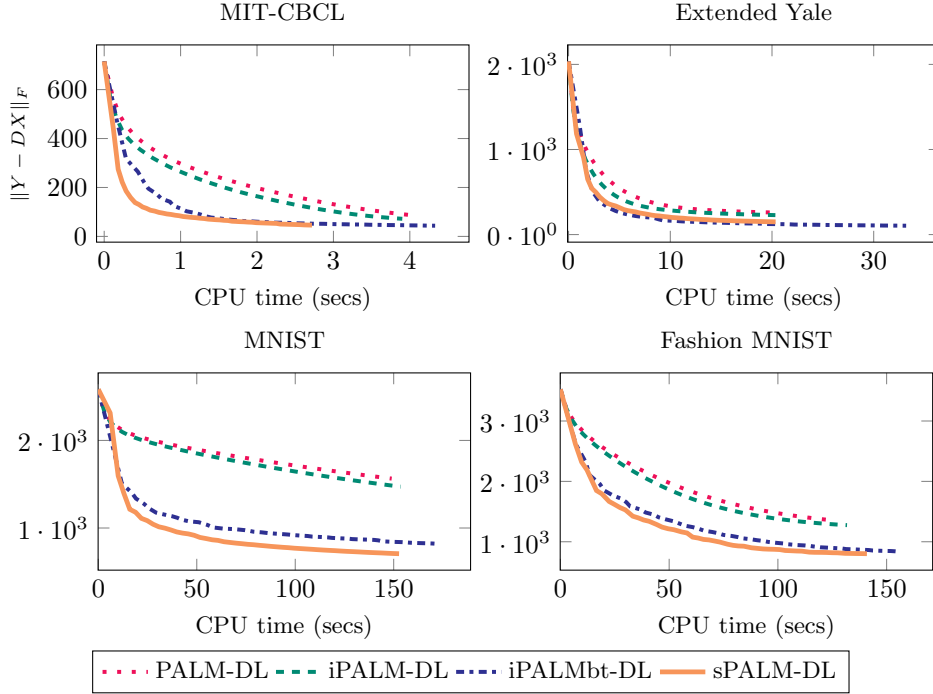 MIT-CBCL
Extended Yale
‖Y − DX‖_F
600
400
200
0
0 1 2 3 4
CPU time (secs)
2 · 10³
1 · 10³
0 · 10⁰
0 10 20 30
CPU time (secs)
MNIST
Fashion MNIST
2 · 10³
1 · 10³
0 50 100 150
CPU time (secs)
3 · 10³
2 · 10³
1 · 10³
0 50 100 150
CPU time (secs)
PALM-DL iPALM-DL iPALMbt-DL sPALM-DL